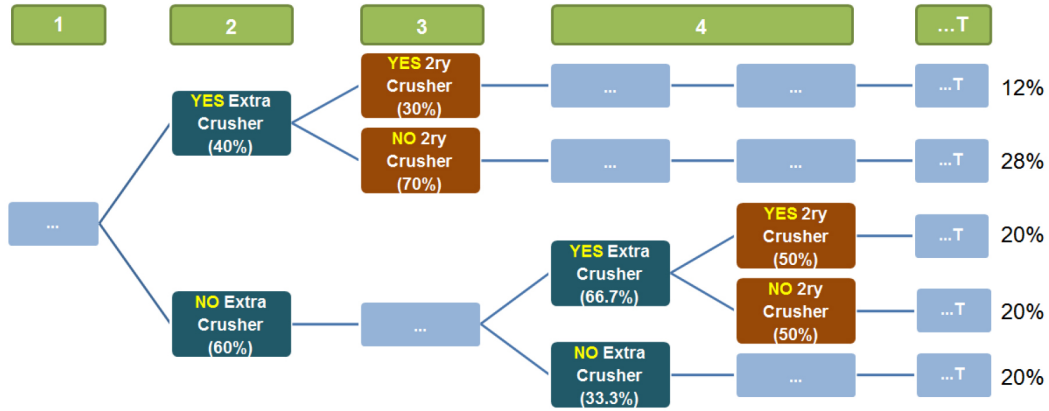 1
2
3
4
...T
YES 2ry
Crusher
(30%)
...
...
...T
12%
YES Extra
Crusher
(40%)
NO 2ry
Crusher
(70%)
...
...
...T
28%
...
YES 2ry
Crusher
(50%)
...T
20%
YES Extra
Crusher
(66.7%)
NO 2ry
Crusher
(50%)
...T
20%
NO Extra
Crusher
(60%)
...
NO Extra
Crusher
(33.3%)
...
...T
20%